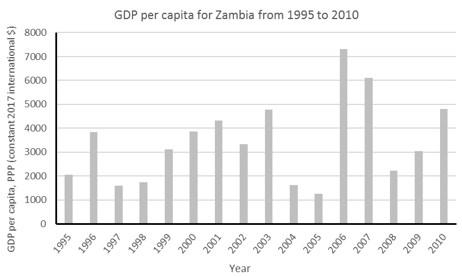 GDP per capita for Zambia from 1995 to 2010
GDP per capita, PPP (constant 2017 international $)
8000
7000
6000
5000
4000
3000
2000
1000
0
1995 1996 1997 1998 1999 2000 2001 2002 2003 2004 2005 2006 2007 2008 2009 2010
Year